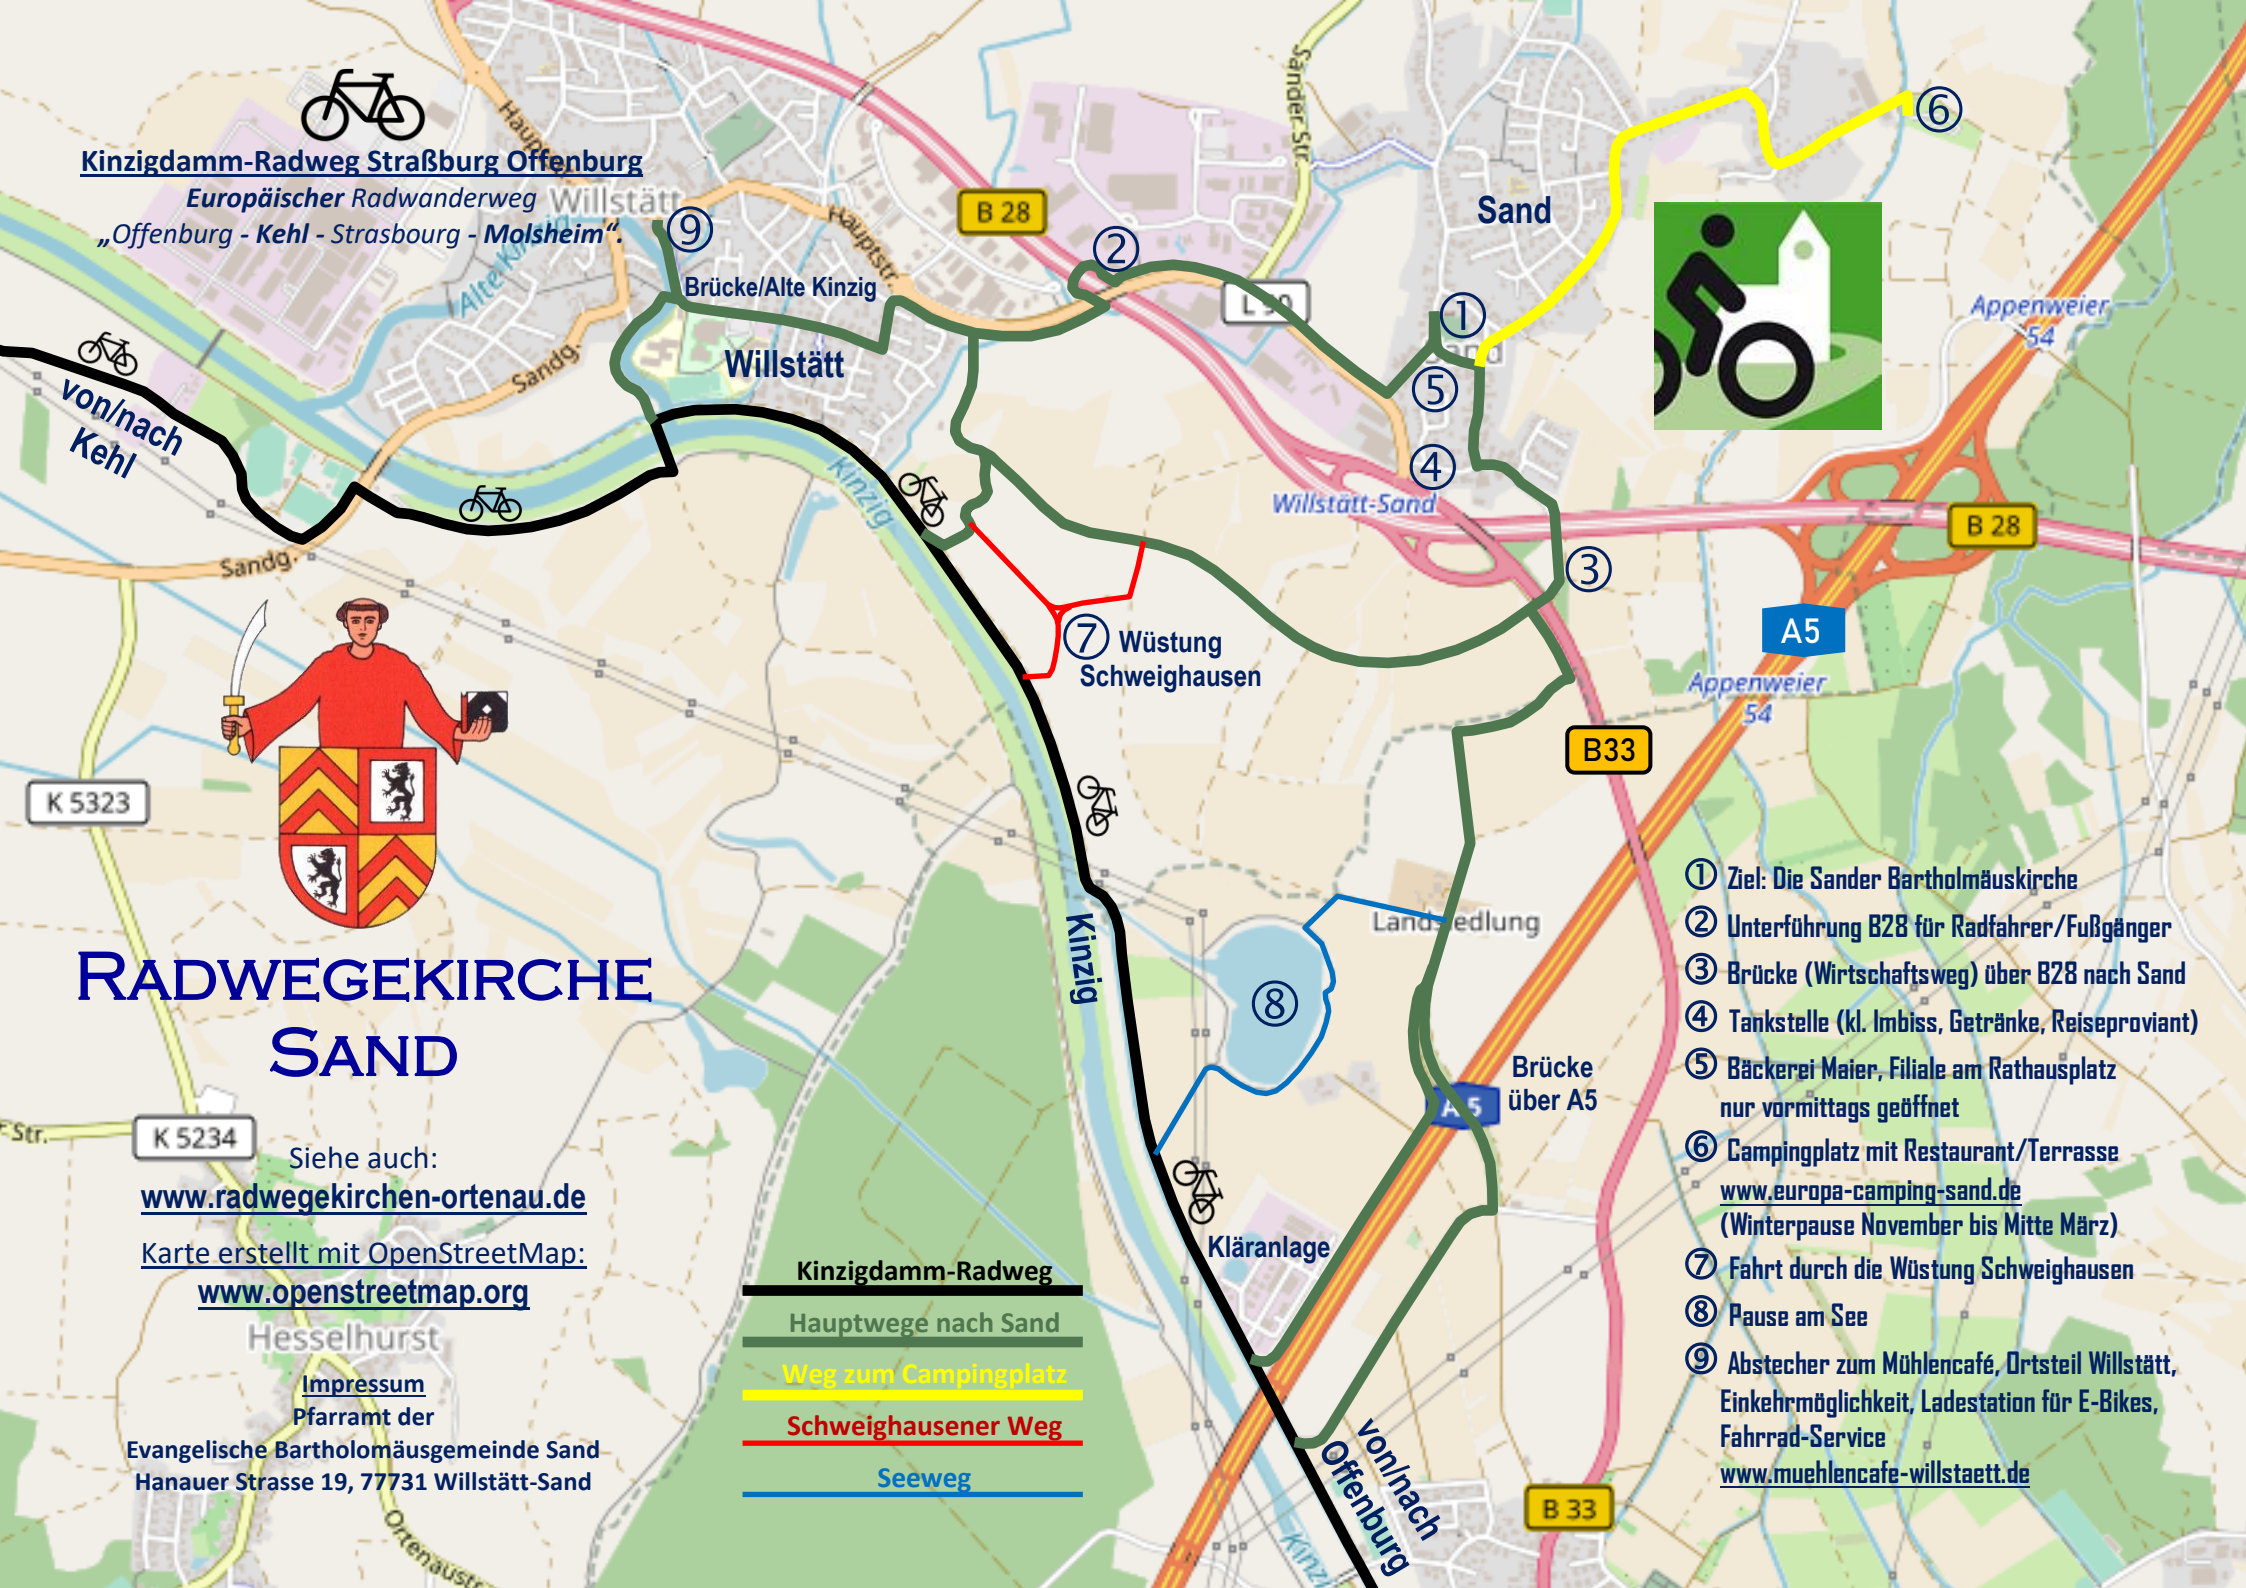 Kinzigdamm-Radweg Straßburg Offenburg
Europäischer Radwanderweg
„Offenburg - Kehl - Strasbourg - Molsheim“.
Willstätt
Alte Kinzig
Hauptstr.
Sander Str.
B 28
L 90
Sand
Sand
Brücke/Alte Kinzig
Willstätt
Sandg.
Sandg.
von/nach
Kehl
Kinzig
Willstätt-Sand
Appenweier
54
B 28
A5
Appenweier
54
B33
1
2
3
4
5
6
7
8
9
Wüstung
Schweighausen
K 5323
Kinzig
Landsiedlung
Brücke
über A5
A 5
Kläranlage
von/nach
Offenburg
B 33
Kinzi
RADWEGEKIRCHE
SAND
K 5234
Str.
Siehe auch:
www.radwegekirchen-ortenau.de
Karte erstellt mit OpenStreetMap:
www.openstreetmap.org
Hesselhurst
Impressum
Pfarramt der
Evangelische Bartholomäusgemeinde Sand
Hanauer Strasse 19, 77731 Willstätt-Sand
Ortenaustr
Kinzigdamm-Radweg
Hauptwege nach Sand
Weg zum Campingplatz
Schweighausener Weg
Seeweg
① Ziel: Die Sander Bartholmäuskirche
② Unterführung B28 für Radfahrer/Fußgänger
③ Brücke (Wirtschaftsweg) über B28 nach Sand
④ Tankstelle (kl. Imbiss, Getränke, Reiseproviant)
⑤ Bäckerei Maier, Filiale am Rathausplatz
nur vormittags geöffnet
⑥ Campingplatz mit Restaurant/Terrasse
www.europa-camping-sand.de
(Winterpause November bis Mitte März)
⑦ Fahrt durch die Wüstung Schweighausen
⑧ Pause am See
⑨ Abstecher zum Mühlencafé, Ortsteil Willstätt,
Einkehrmöglichkeit, Ladestation für E-Bikes,
Fahrrad-Service
www.muehlencafe-willstaett.de